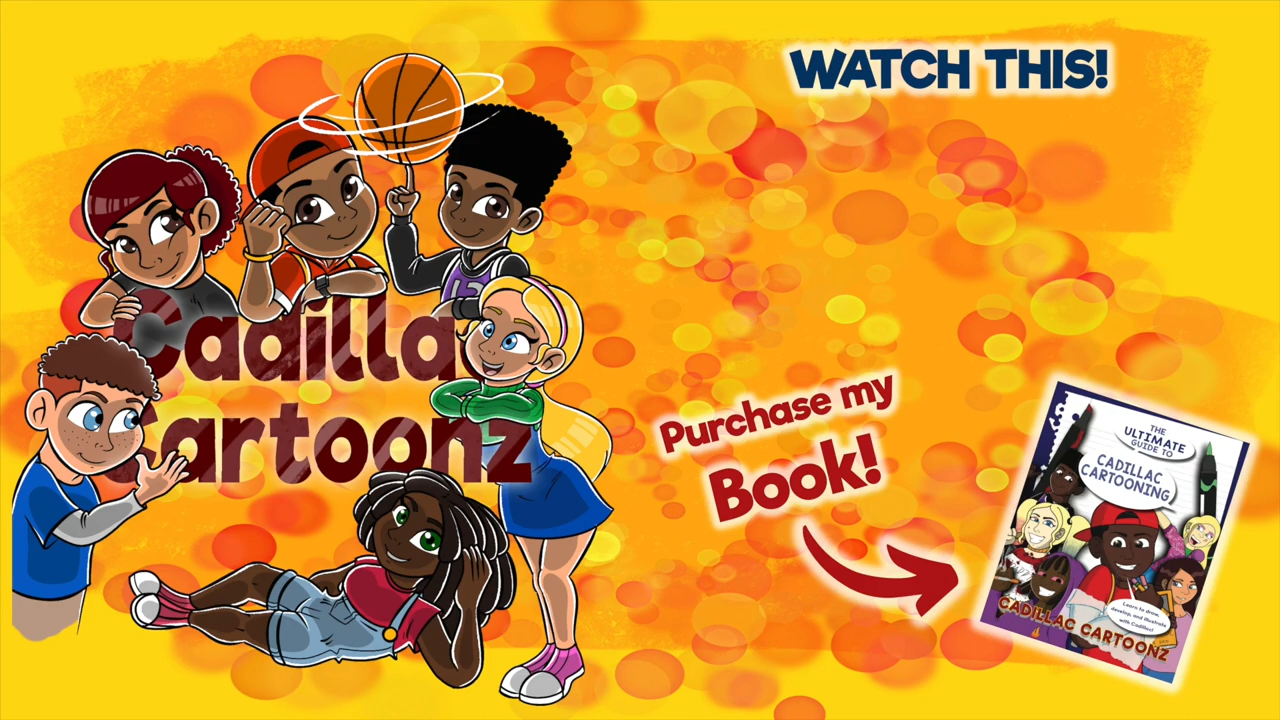 WATCH THIS!
Cadillac
Cartoonz
Purchase my
Book!
THE
ULTIMATE
GUIDE TO
CADILLAC
CARTOONING
Learn to draw,
develop, and illustrate
with Cadillac!
CADILLAC CARTOONZ